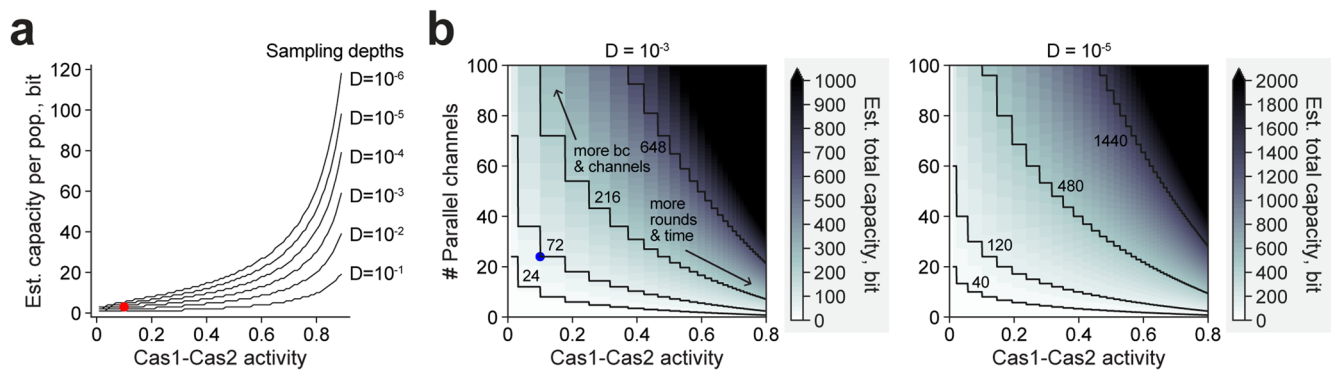 a
Sampling depths
Est. capacity per pop., bit
120
100
80
60
40
20
0
D=10⁻⁶
D=10⁻⁵
D=10⁻⁴
D=10⁻³
D=10⁻²
D=10⁻¹
0
0.2
0.4
0.6
0.8
Cas1-Cas2 activity
b
D = 10⁻³
# Parallel channels
100
80
60
40
20
0
more bc
& channels
648
216
more
rounds
& time
72
24
0
0.2
0.4
0.6
0.8
Cas1-Cas2 activity
1000
900
800
700
600
500
400
300
200
100
0
Est. total capacity, bit
D = 10⁻⁵
100
80
60
40
20
0
1440
480
120
40
0
0.2
0.4
0.6
0.8
Cas1-Cas2 activity
2000
1800
1600
1400
1200
1000
800
600
400
200
0
Est. total capacity, bit